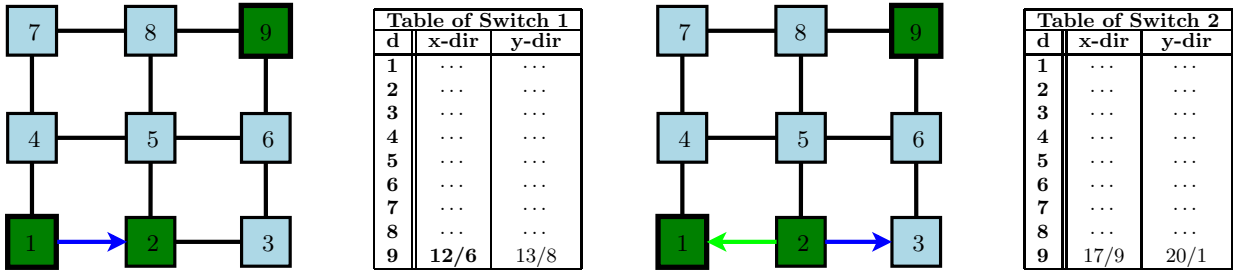 7 8 9
4 5 6
1 2 3
Table of Switch 1
d x-dir y-dir
1 ... ...
2 ... ...
3 ... ...
4 ... ...
5 ... ...
6 ... ...
7 ... ...
8 ... ...
9 12/6 13/8
7 8 9
4 5 6
1 2 3
Table of Switch 2
d x-dir y-dir
1 ... ...
2 ... ...
3 ... ...
4 ... ...
5 ... ...
6 ... ...
7 ... ...
8 ... ...
9 17/9 20/1